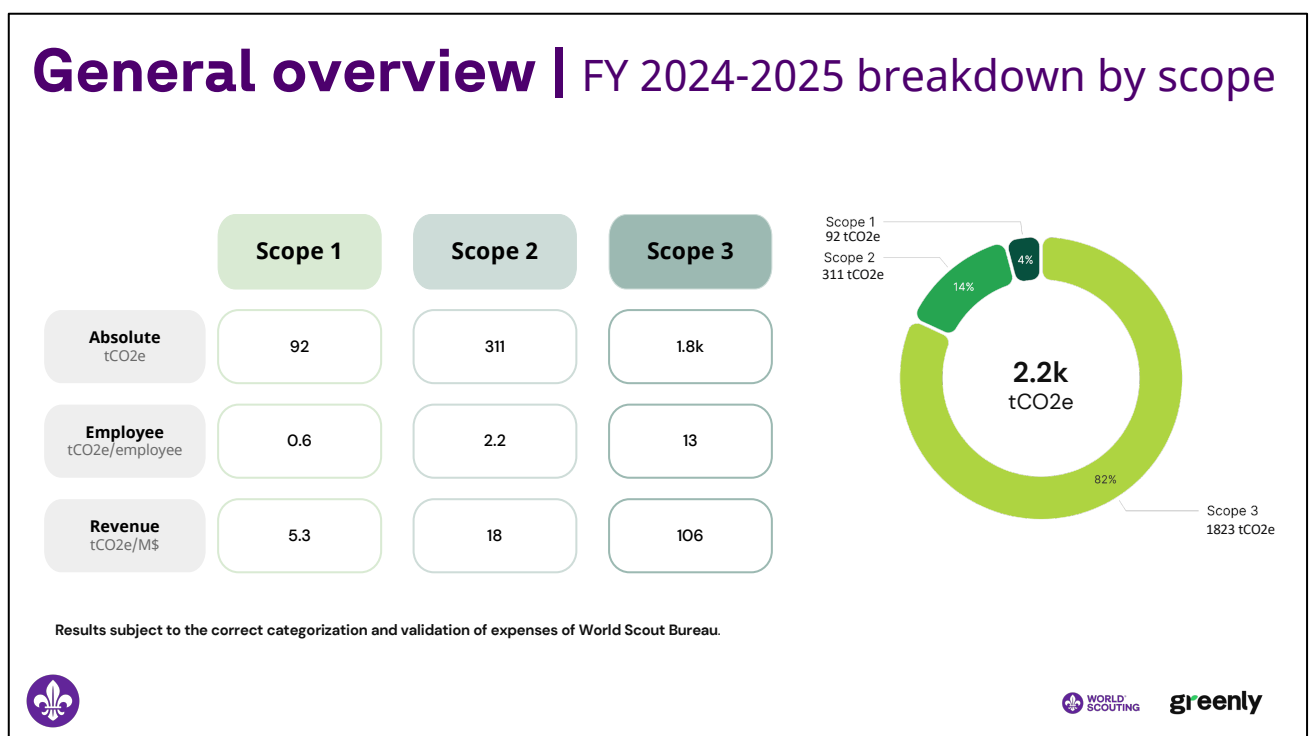 General overview | FY 2024-2025 breakdown by scope
Scope 1
Scope 2
Scope 3
Absolute
tCO2e
92
311
1.8k
Employee
tCO2e/employee
0.6
2.2
13
Revenue
tCO2e/M$
5.3
18
106
Scope 1
92 tCO2e
Scope 2
311 tCO2e
4%
14%
2.2k
tCO2e
82%
Scope 3
1823 tCO2e
Results subject to the correct categorization and validation of expenses of World Scout Bureau.
WORLD
SCOUTING
greenly